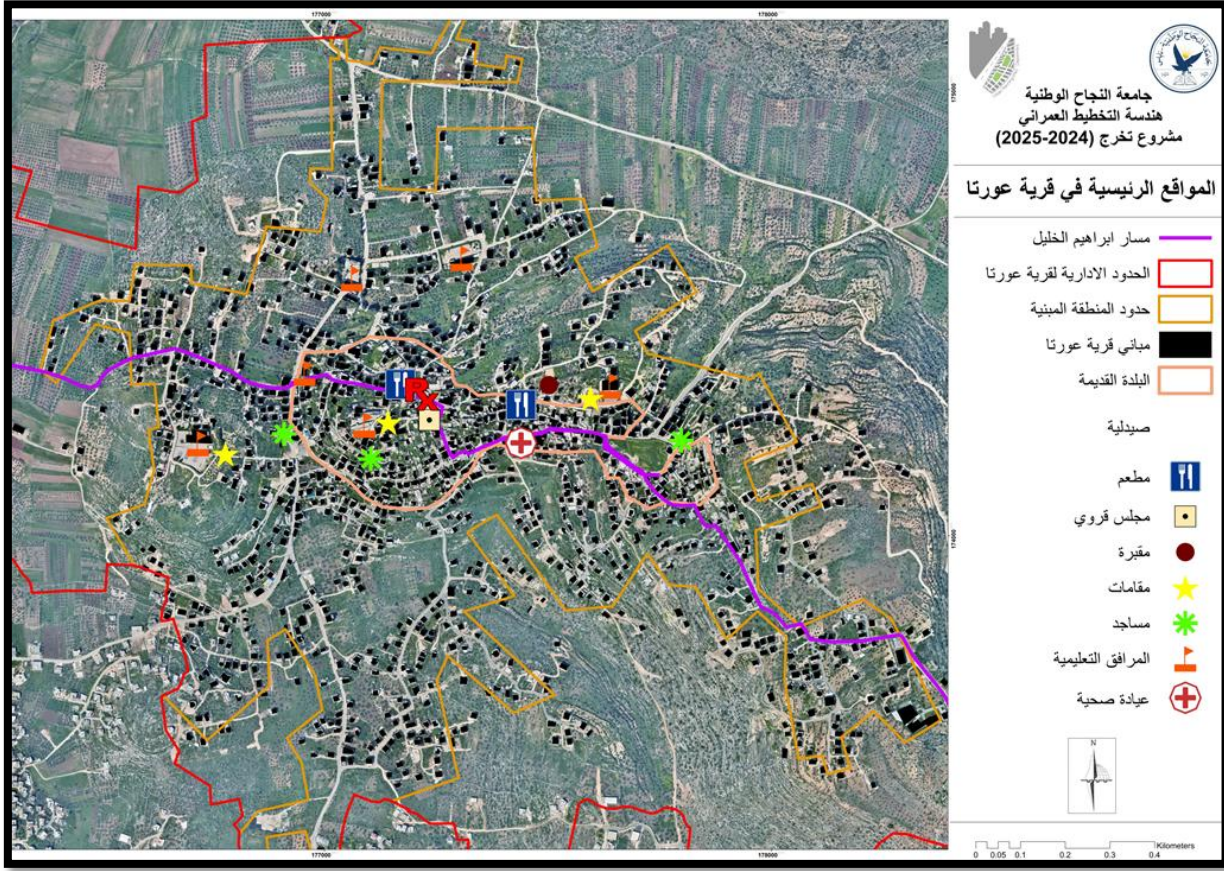 جامعة النجاح الوطنية
هندسة التخطيط العمراني
مشروع تخرج (2024-2025)
المواقع الرئيسية في قرية عورتا
مسار ابراهيم الخليل
الحدود الادارية لقرية عورتا
حدود المنطقة المبنية
مباني قرية عورتا
البلدة القديمة
صيدلية
مطعم
مجلس قروي
مقبرة
مقامات
مساجد
المرافق التعليمية
عيادة صحية
N
Kilometers
0 0.05 0.1 0.2 0.3 0.4
177000
178000
175000
174000
177000
178000
Rx